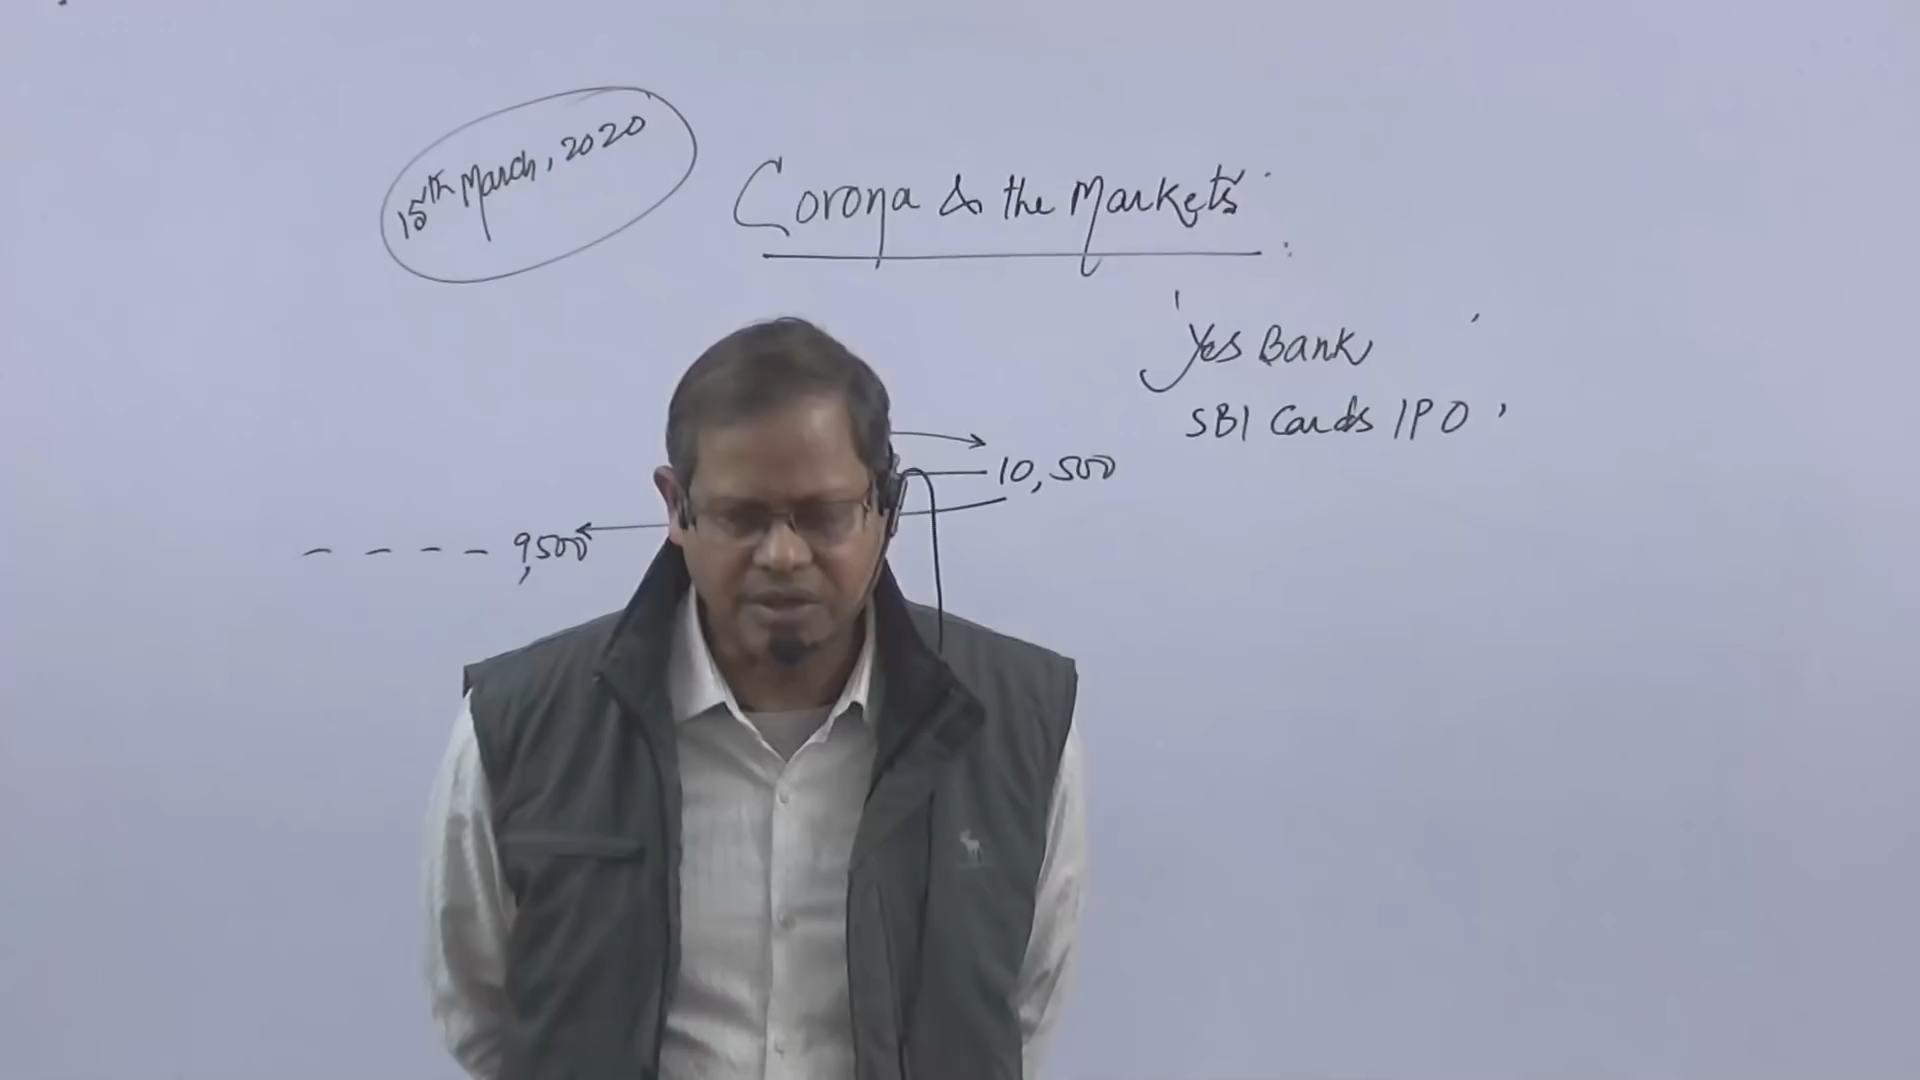 15th March, 2020
Corona & the Markets
Yes Bank
SBI Cards IPO
10,500
9,500